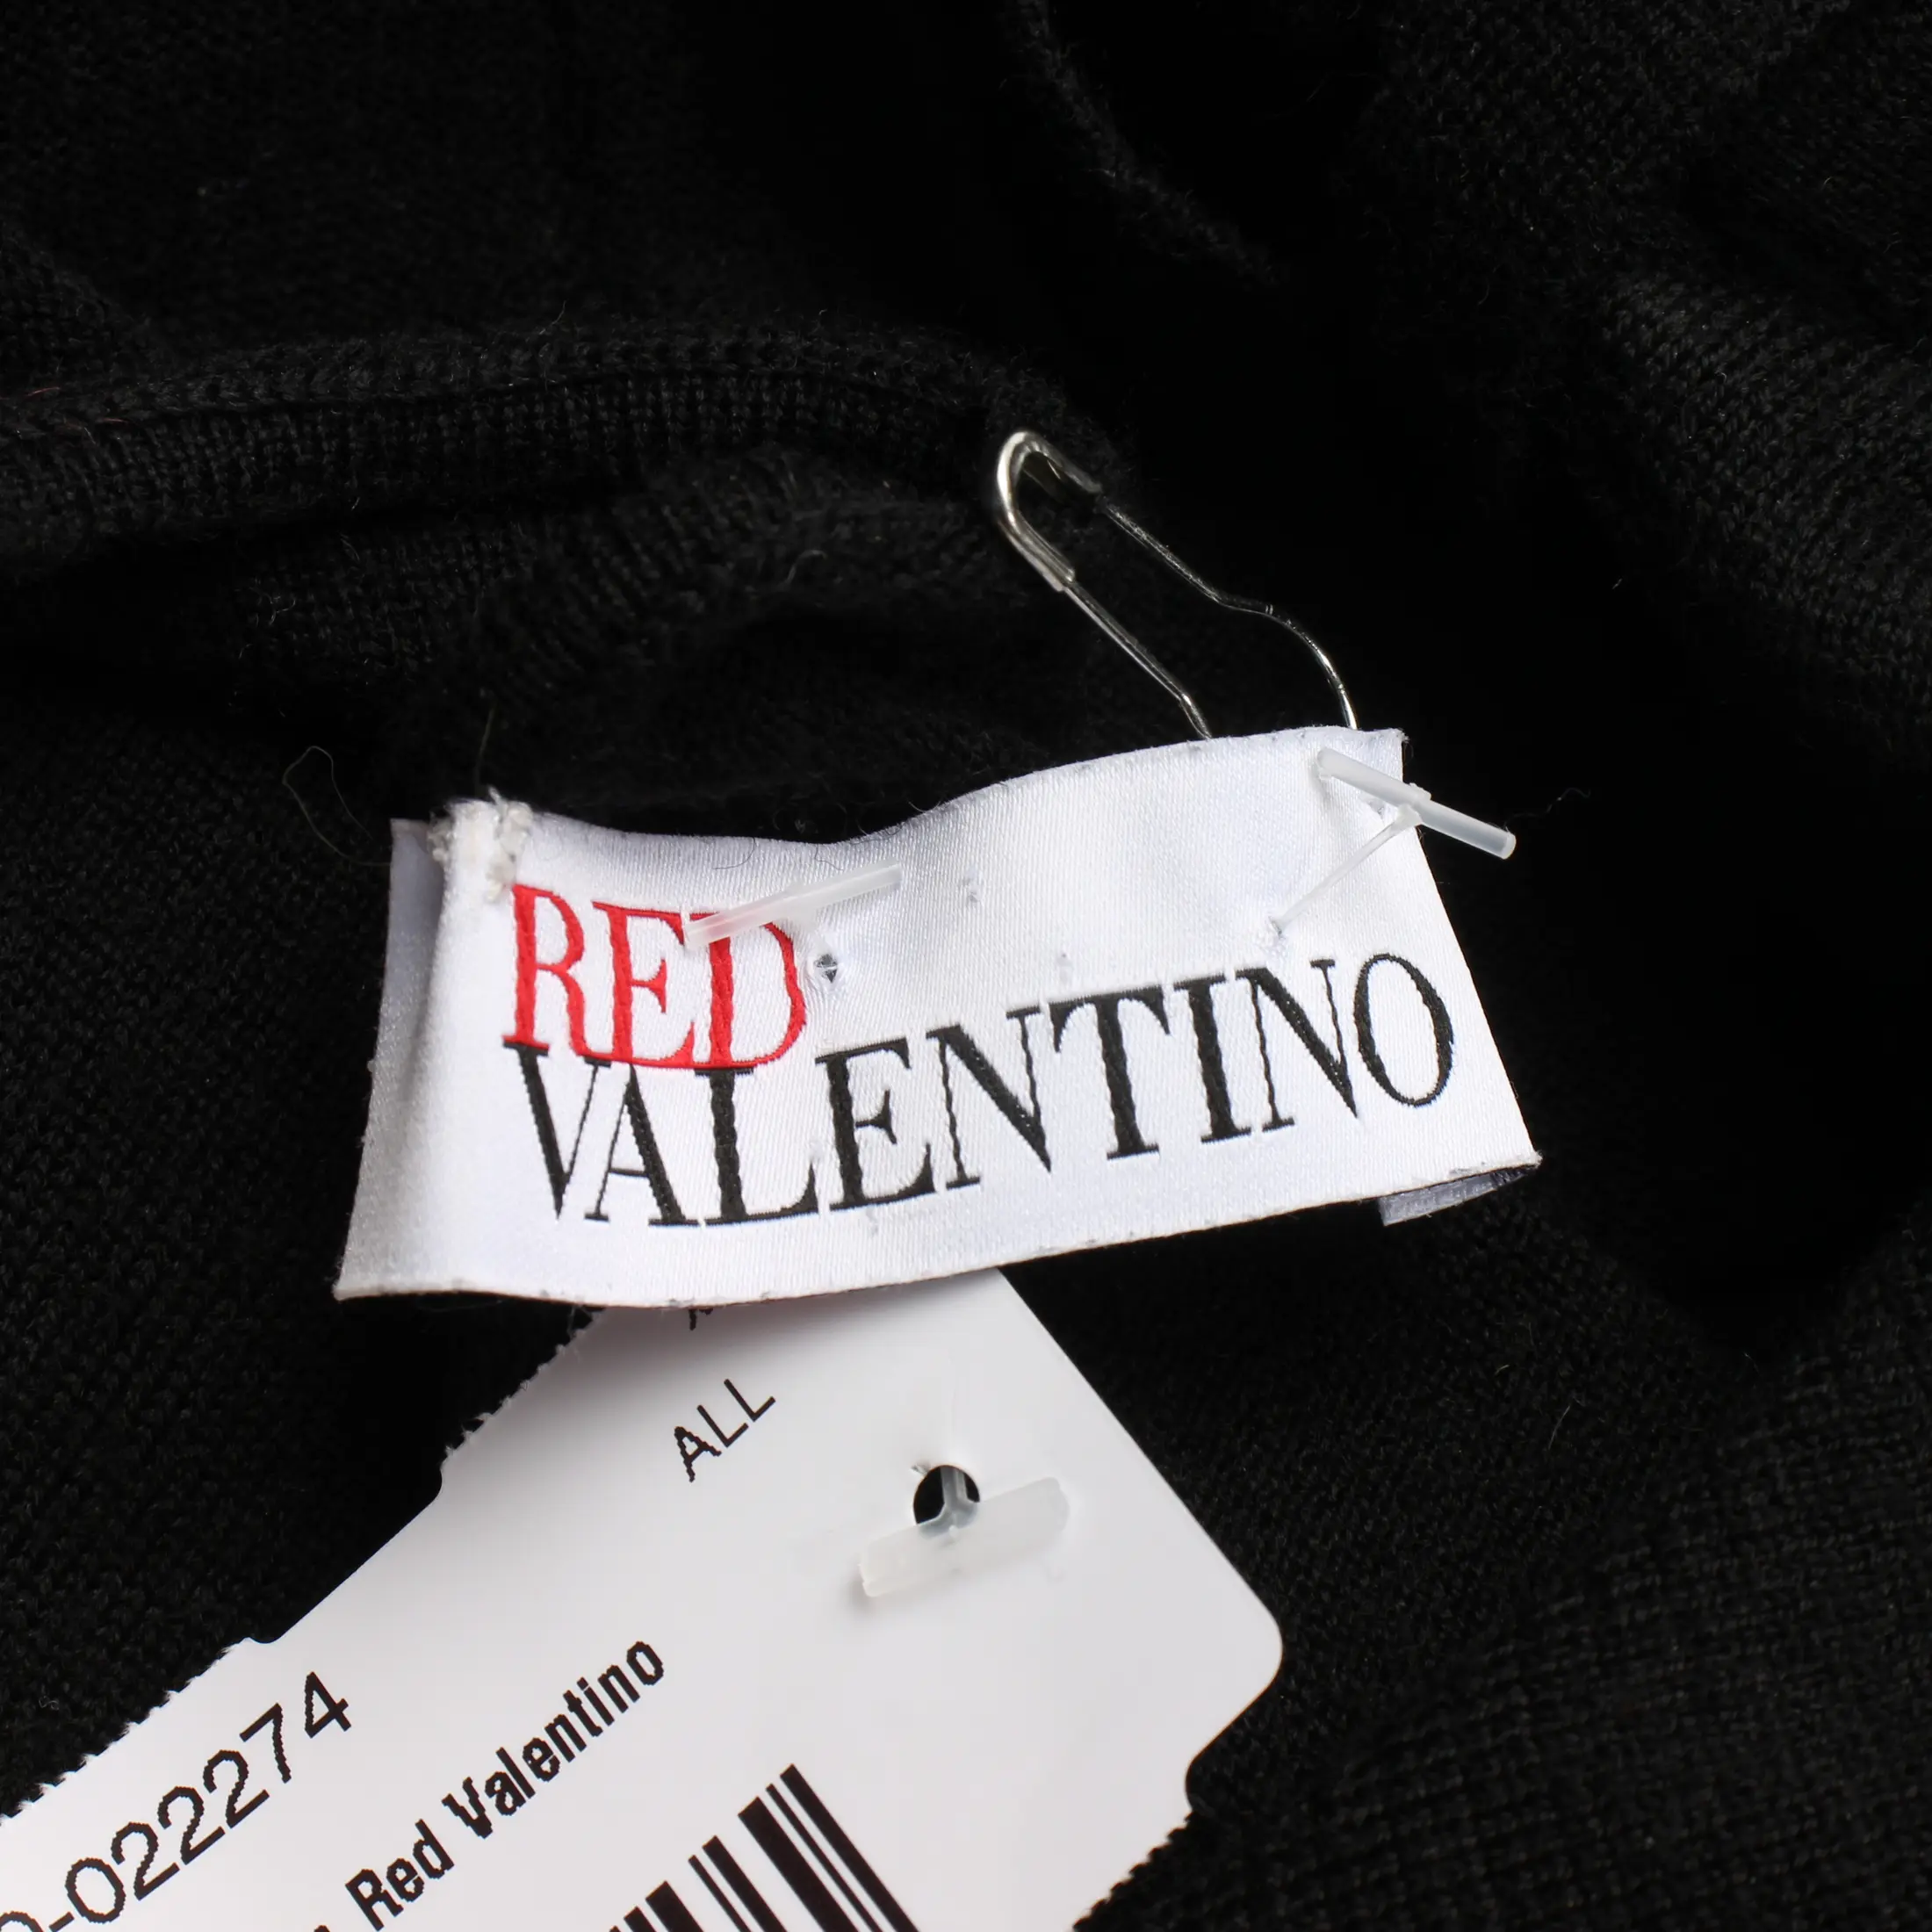 RED
VALENTINO
ALL
-022274
Red Valentino